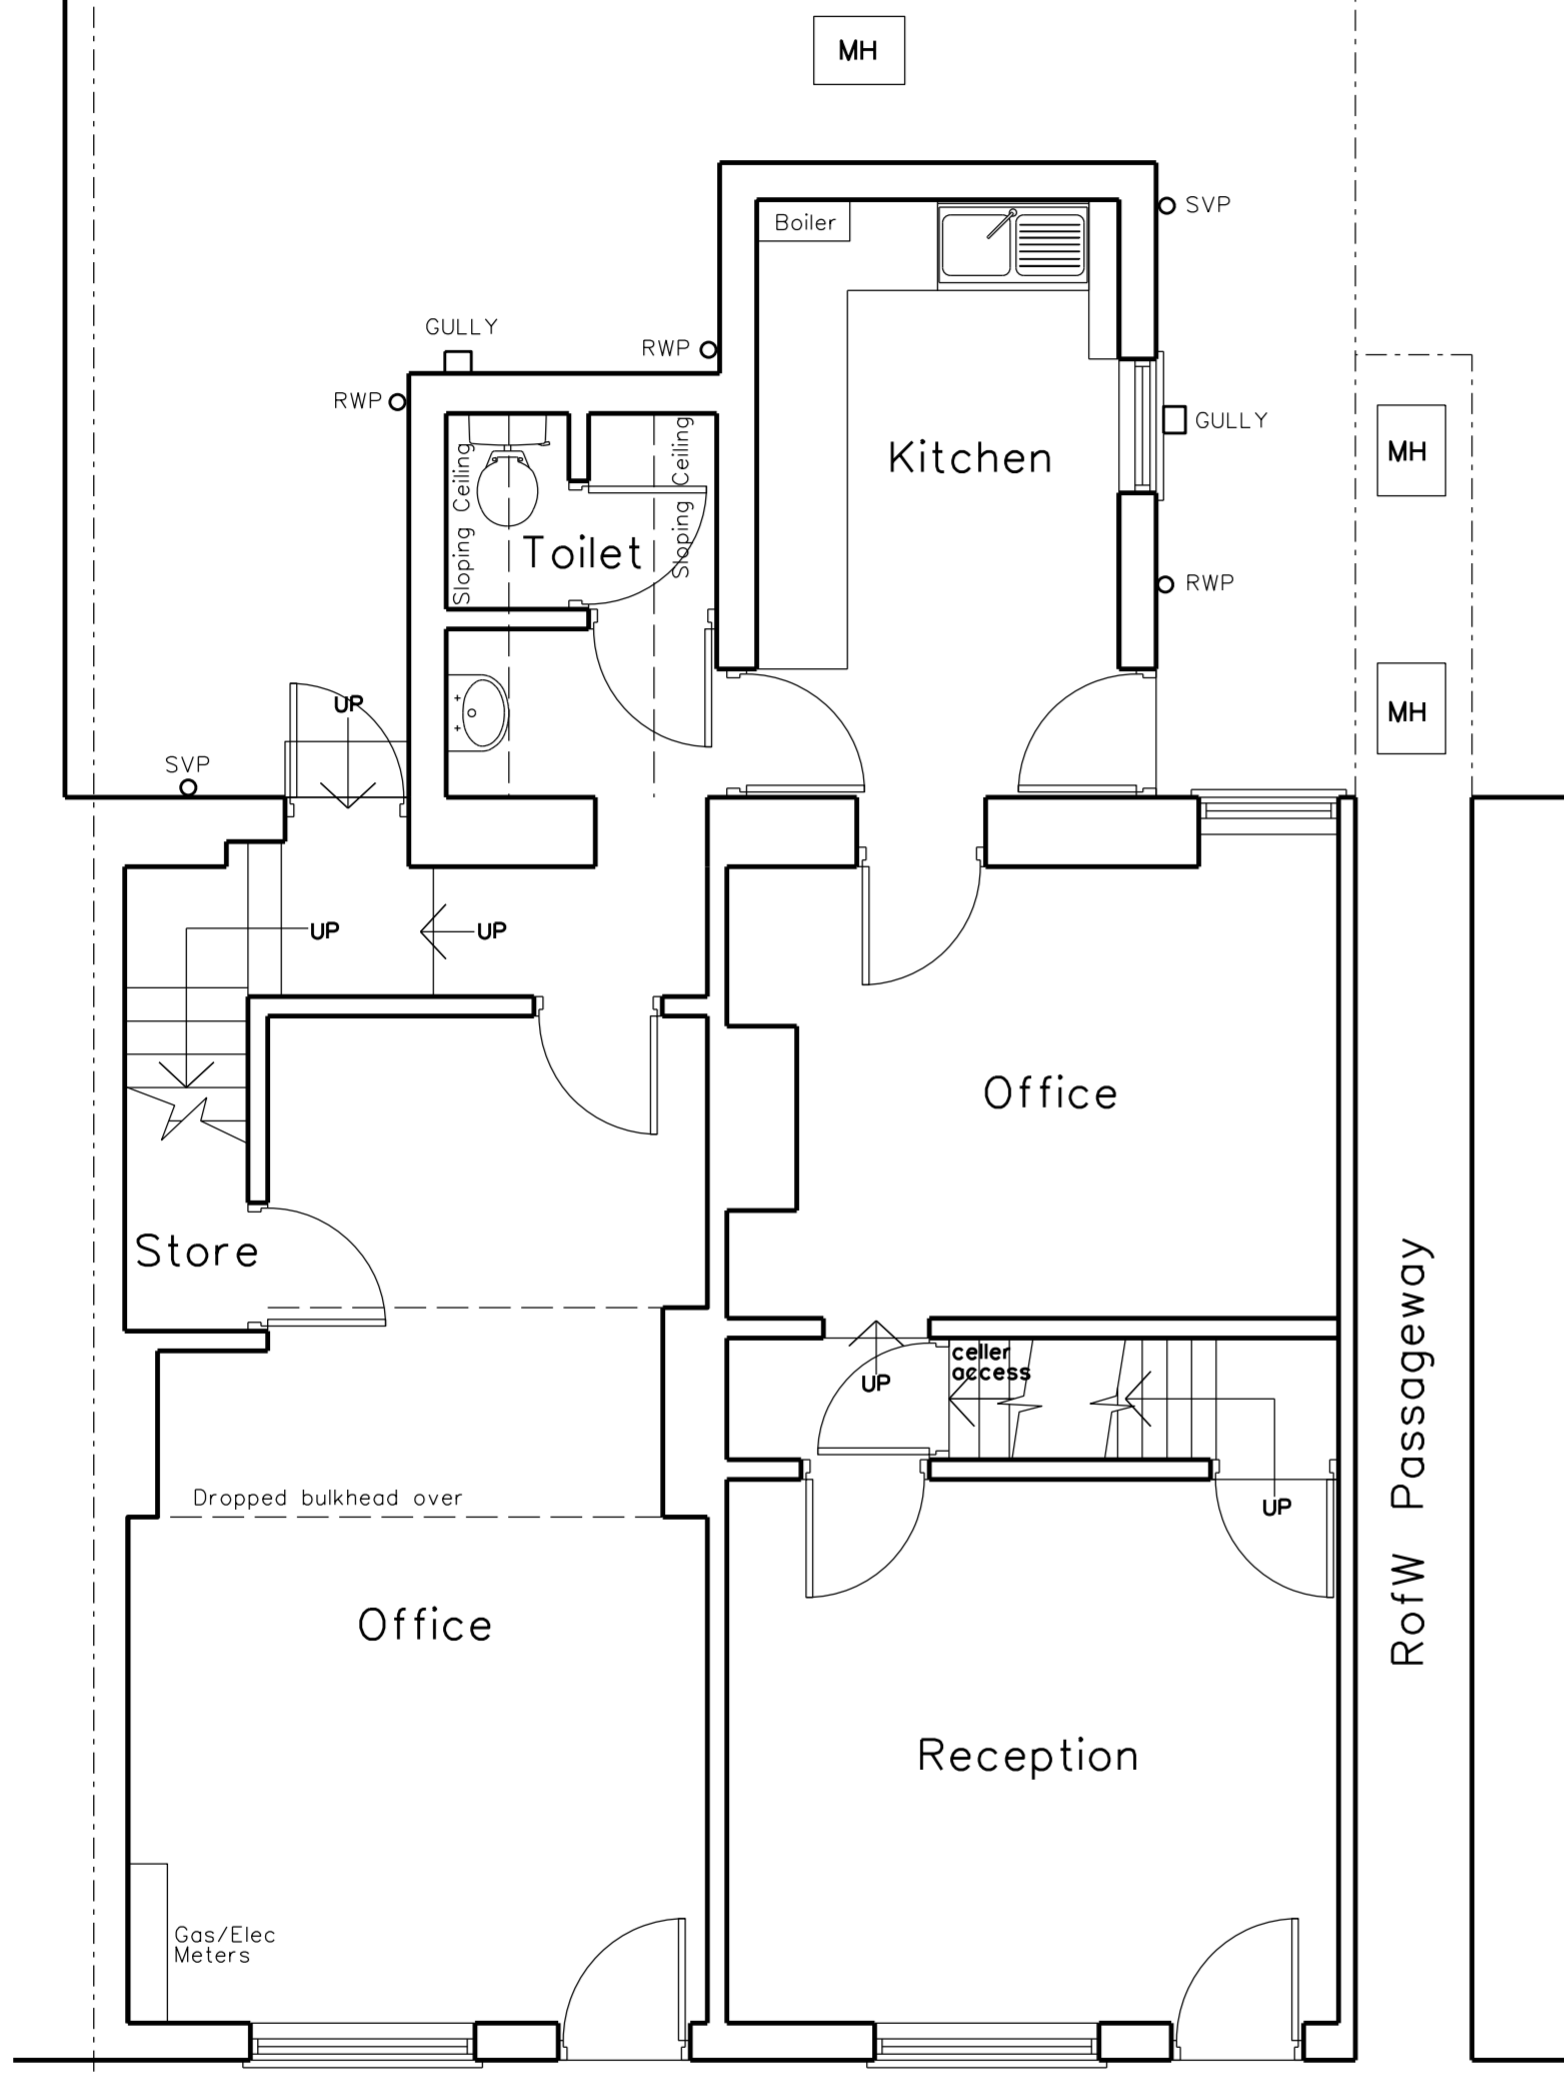 MH
SVP
Boiler
GULLY
RWP
RWP
GULLY
MH
Kitchen
Sloping Ceiling
Sloping Ceiling
Toilet
RWP
UP
MH
SVP
UP
UP
Office
Store
celler
access
UP
RofW Passageway
Dropped bulkhead over
UP
Office
Reception
Gas/Elec
Meters